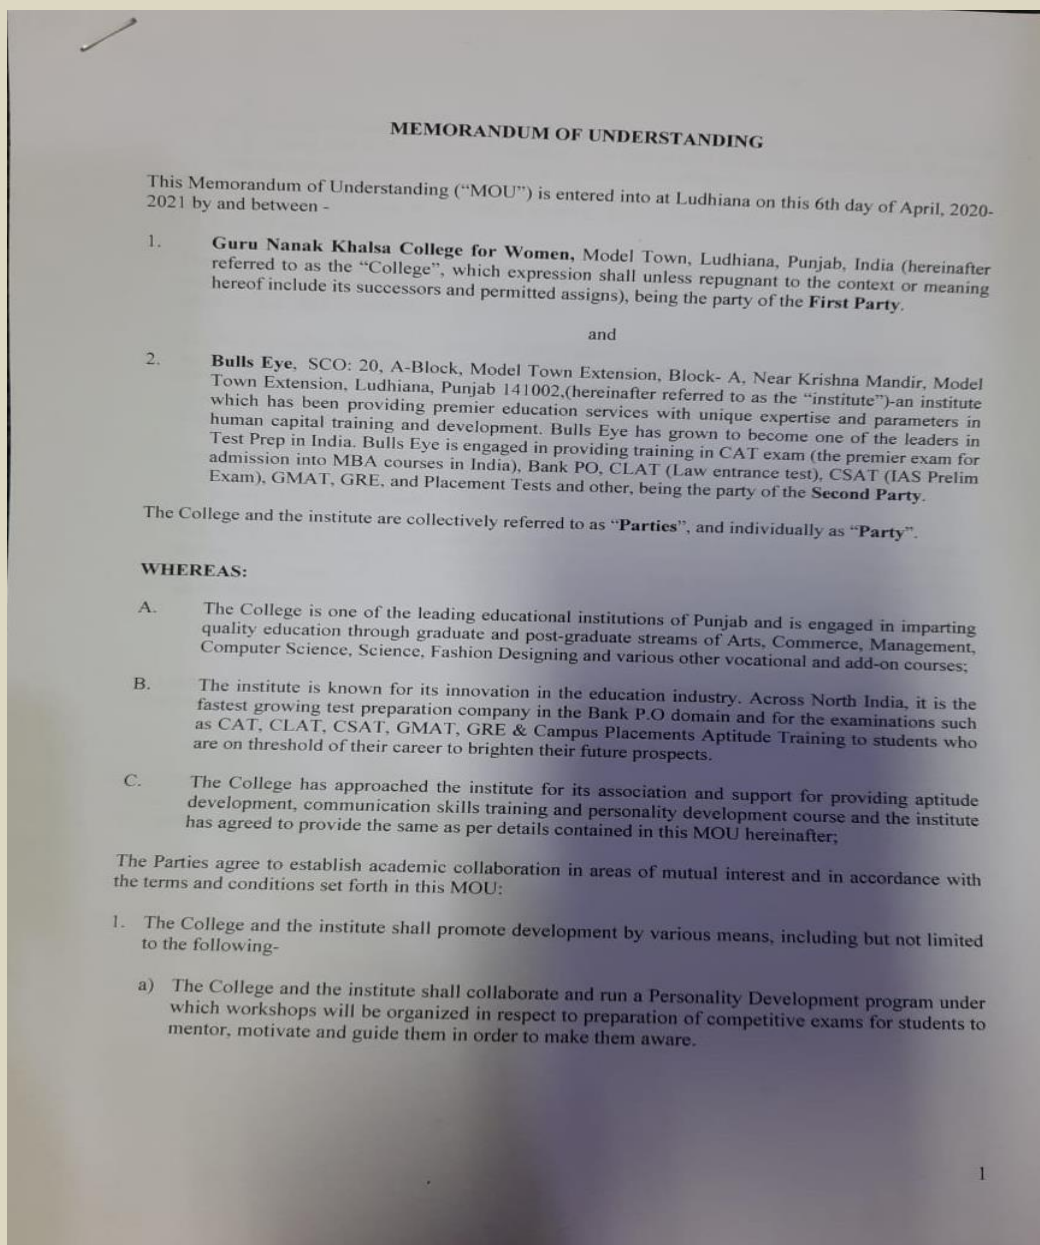 MEMORANDUM OF UNDERSTANDING
This Memorandum of Understanding (“MOU”) is entered into at Ludhiana on this 6th day of April, 2020-
2021 by and between -
1. Guru Nanak Khalsa College for Women, Model Town, Ludhiana, Punjab, India (hereinafter
referred to as the “College”, which expression shall unless repugnant to the context or meaning
hereof include its successors and permitted assigns), being the party of the First Party.
and
2. Bulls Eye, SCO: 20, A-Block, Model Town Extension, Block- A, Near Krishna Mandir, Model
Town Extension, Ludhiana, Punjab 141002,(hereinafter referred to as the “institute”)-an institute
which has been providing premier education services with unique expertise and parameters in
human capital training and development. Bulls Eye has grown to become one of the leaders in
Test Prep in India. Bulls Eye is engaged in providing training in CAT exam (the premier exam for
admission into MBA courses in India), Bank PO, CLAT (Law entrance test), CSAT (IAS Prelim
Exam), GMAT, GRE, and Placement Tests and other, being the party of the Second Party.
The College and the institute are collectively referred to as “Parties”, and individually as “Party”.
WHEREAS:
A. The College is one of the leading educational institutions of Punjab and is engaged in imparting
quality education through graduate and post-graduate streams of Arts, Commerce, Management,
Computer Science, Science, Fashion Designing and various other vocational and add-on courses;
B. The institute is known for its innovation in the education industry. Across North India, it is the
fastest growing test preparation company in the Bank P.O domain and for the examinations such
as CAT, CLAT, CSAT, GMAT, GRE & Campus Placements Aptitude Training to students who
are on threshold of their career to brighten their future prospects.
C. The College has approached the institute for its association and support for providing aptitude
development, communication skills training and personality development course and the institute
has agreed to provide the same as per details contained in this MOU hereinafter;
The Parties agree to establish academic collaboration in areas of mutual interest and in accordance with
the terms and conditions set forth in this MOU:
1. The College and the institute shall promote development by various means, including but not limited
to the following-
a) The College and the institute shall collaborate and run a Personality Development program under
which workshops will be organized in respect to preparation of competitive exams for students to
mentor, motivate and guide them in order to make them aware.
1